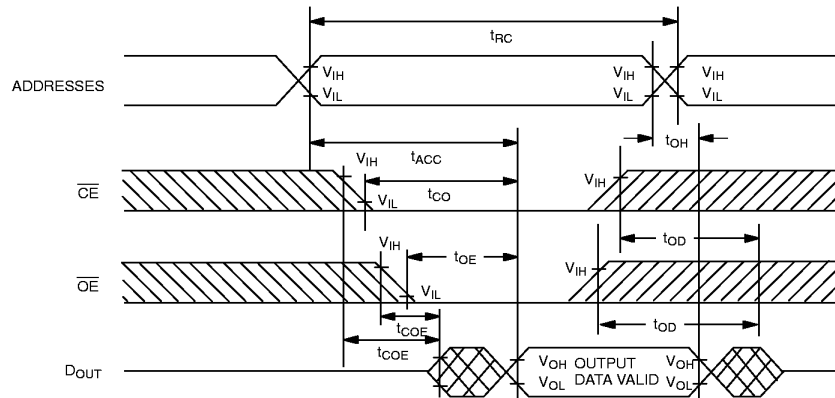 tRC
ADDRESSES
VIH
VIL
VIH
VIL
VIH
VIL
tOH
tACC
CE
VIH
VIL
tCO
VIH
tOD
OE
VIH
VIL
tOE
VIH
tOD
tCOE
tCOE
DOUT
VOH
VOL
OUTPUT
DATA VALID
VOH
VOL